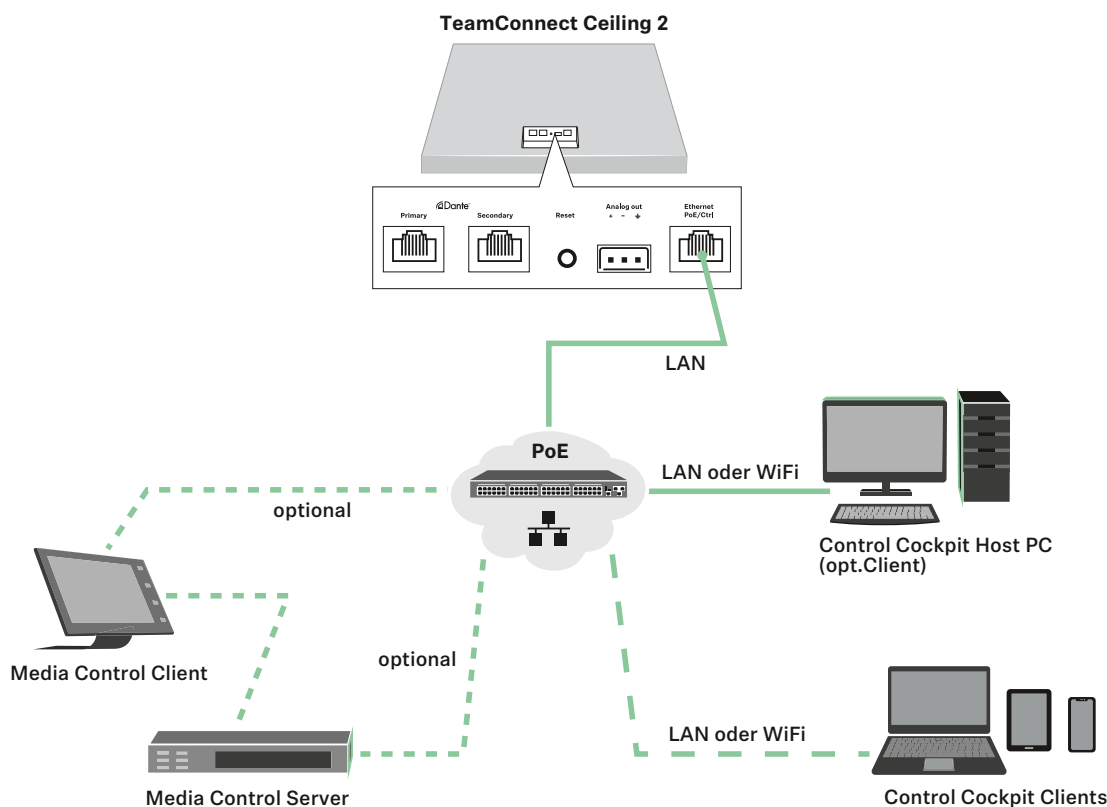 TeamConnect Ceiling 2
Dante
Primary
Secondary
Reset
Analog out
+ - ⏚
Ethernet
PoE/Ctrl
LAN
PoE
LAN oder WiFi
optional
Control Cockpit Host PC
(opt.Client)
Media Control Client
optional
LAN oder WiFi
Media Control Server
Control Cockpit Clients